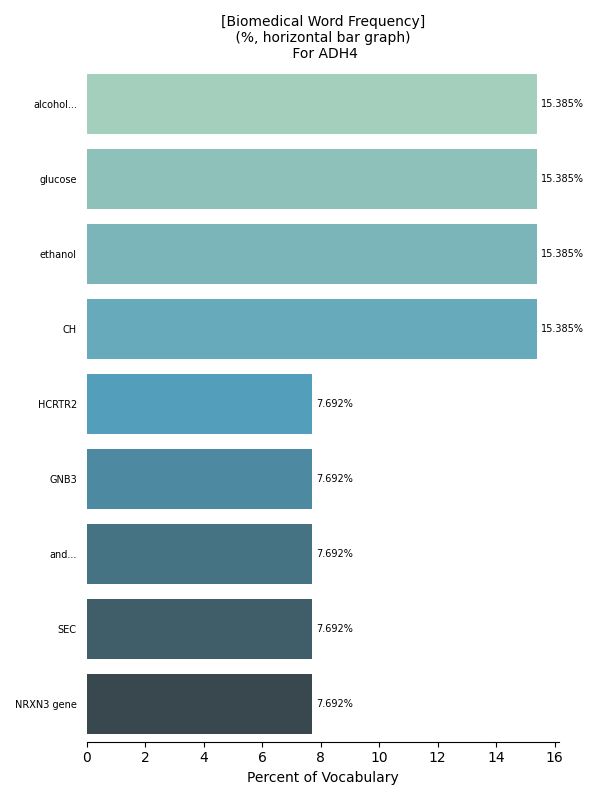 [Biomedical Word Frequency]
(%, horizontal bar graph)
For ADH4
alcohol... 15.385%
glucose 15.385%
ethanol 15.385%
CH 15.385%
HCRTR2 7.692%
GNB3 7.692%
and... 7.692%
SEC 7.692%
NRXN3 gene 7.692%
0 2 4 6 8 10 12 14 16
Percent of Vocabulary